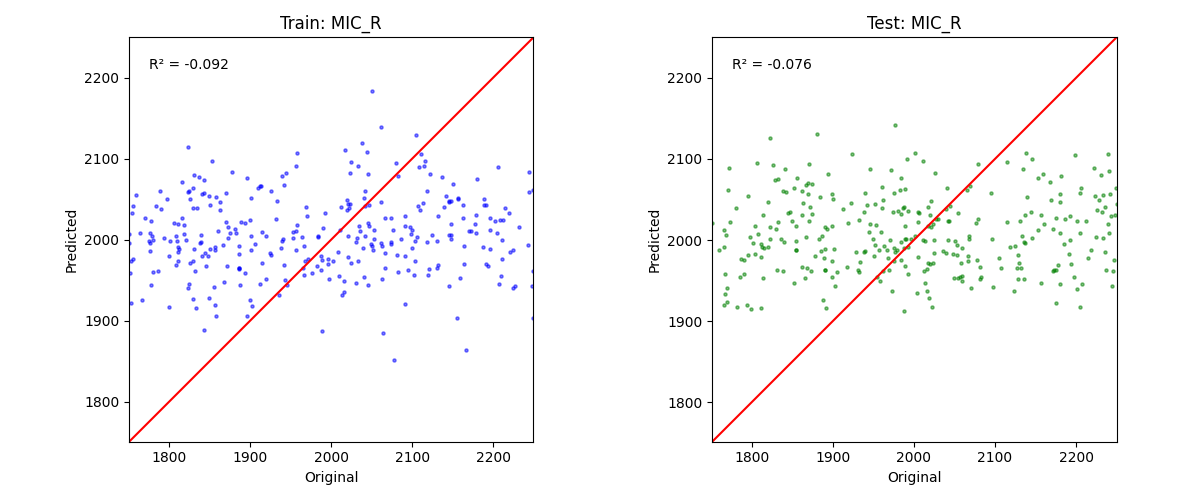 Train: MIC_R
R² = -0.092
2200
2100
2000
1900
1800
Predicted
1800 1900 2000 2100 2200
Original
Test: MIC_R
R² = -0.076
2200
2100
2000
1900
1800
Predicted
1800 1900 2000 2100 2200
Original